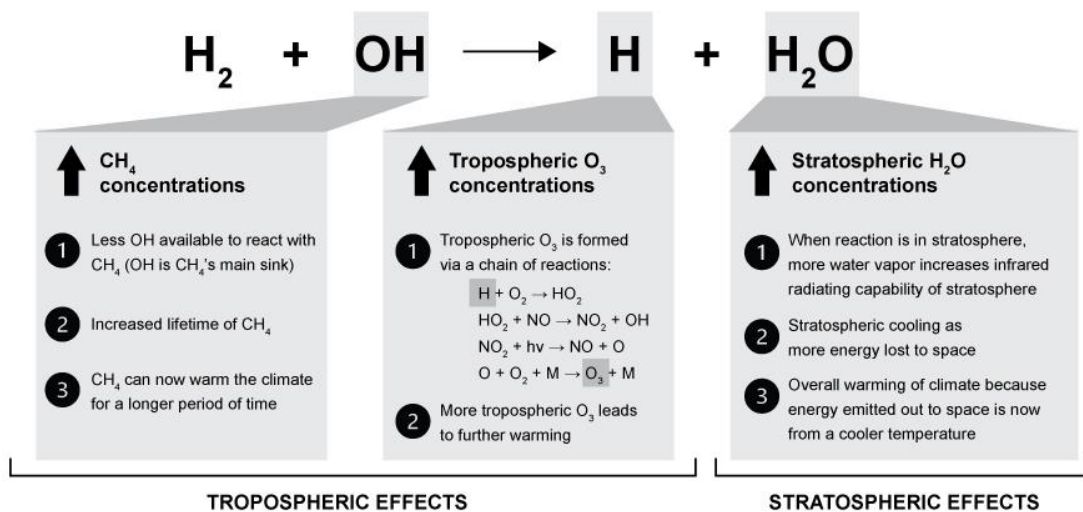 H₂ + OH → H + H₂O
CH₄
concentrations
1 Less OH available to react with
CH₄ (OH is CH₄'s main sink)
2 Increased lifetime of CH₄
3 CH₄ can now warm the climate
for a longer period of time
Tropospheric O₃
concentrations
1 Tropospheric O₃ is formed
via a chain of reactions:
H + O₂ → HO₂
HO₂ + NO → NO₂ + OH
NO₂ + hv → NO + O
O + O₂ + M → O₃ + M
2 More tropospheric O₃ leads
to further warming
Stratospheric H₂O
concentrations
1 When reaction is in stratosphere,
more water vapor increases infrared
radiating capability of stratosphere
2 Stratospheric cooling as
more energy lost to space
3 Overall warming of climate because
energy emitted out to space is now
from a cooler temperature
TROPOSPHERIC EFFECTS
STRATOSPHERIC EFFECTS